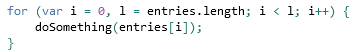 for (var i = 0, l = entries.length; i < l; i++) {
    doSomething(entries[i]);
}